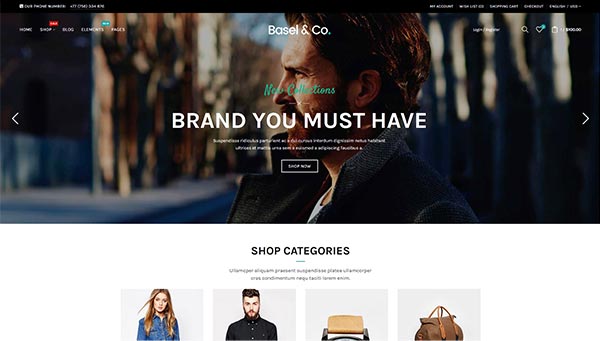 OUR PHONE NUMBER: +77 (756) 334 876
MY ACCOUNT WISH LIST (0) SHOPPING CART CHECKOUT ENGLISH / USD
SALE NEW
HOME SHOP BLOG ELEMENTS PAGES
Basel & Co.
Login / Register
$100.00
New Collections
BRAND YOU MUST HAVE
Suspendisse ridiculus parturient ac a dui cursus interdum dignissim netus habitant
ultrices et mattis urna sem a euismod a adipiscing faucibus a.
SHOP NOW
SHOP CATEGORIES
Ullamcorper aliquam praesent suspendisse platea ullamcorper
cras condimentum nequ taciti lorem enim.